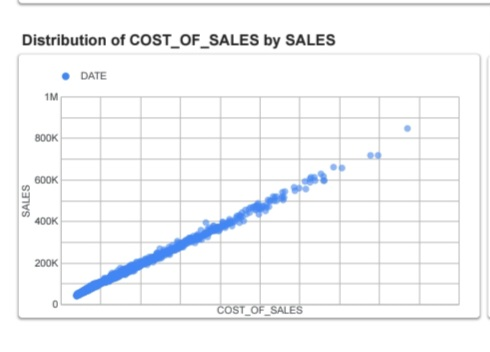 Distribution of COST_OF_SALES by SALES
DATE
1M
800K
600K
400K
200K
0
SALES
COST_OF_SALES